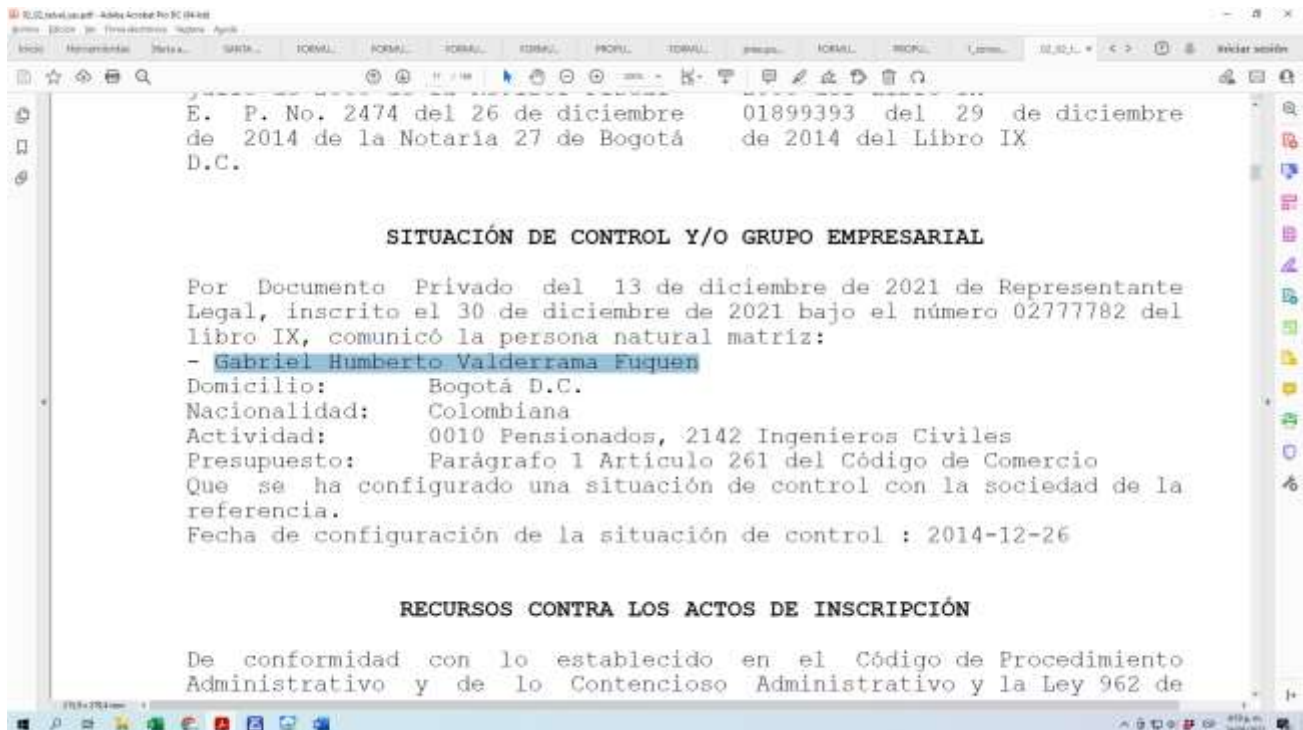 E. P. No. 2474 del 26 de diciembre 01899393 del 29 de diciembre
de 2014 de la Notaría 27 de Bogotá de 2014 del Libro IX
D.C.
SITUACIÓN DE CONTROL Y/O GRUPO EMPRESARIAL
Por Documento Privado del 13 de diciembre de 2021 de Representante
Legal, inscrito el 30 de diciembre de 2021 bajo el número 02777782 del
libro IX, comunicó la persona natural matríz:
- Gabriel Humberto Valderrama Fuquen
Domicilio: Bogotá D.C.
Nacionalidad: Colombiana
Actividad: 0010 Pensionados, 2142 Ingenieros Civiles
Presupuesto: Parágrafo 1 Artículo 261 del Código de Comercio
Que se ha configurado una situación de control con la sociedad de la
referencia.
Fecha de configuración de la situación de control : 2014-12-26
RECURSOS CONTRA LOS ACTOS DE INSCRIPCIÓN
De conformidad con lo establecido en el Código de Procedimiento
Administrativo y de lo Contencioso Administrativo y la Ley 962 de